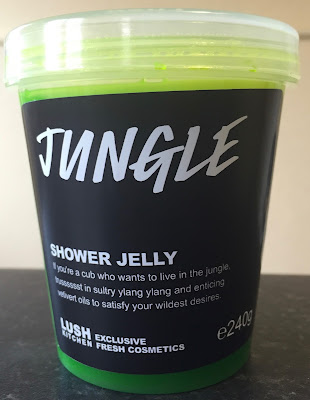 JUNGLE
SHOWER JELLY
If you're a cub who wants to live in the jungle,
trussssst in sultry ylang ylang and enticing
vetivert oils to satisfy your wildest desires.
LUSH EXCLUSIVE
KITCHEN FRESH COSMETICS
℮240g